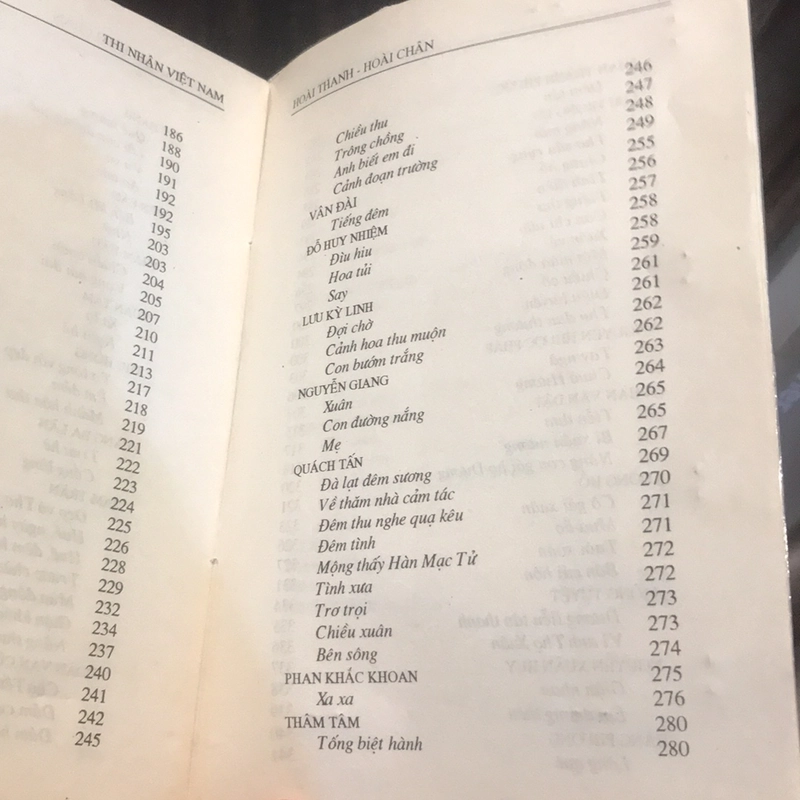 THI NHÂN VIỆT NAM
186
188
190
191
192
192
195
203
203
204
205
207
210
211
213
217
218
219
221
222
223
224
225
226
228
229
232
234
237
240
241
242
245
HOÀI THANH - HOÀI CHÂN
Chiều thu 246
Trông chồng 247
Anh biết em đi 248
Cảnh đoạn trường 249
VÂN ĐÀI 255
Tiếng đêm 256
ĐỖ HUY NHIỆM 257
Đìu hiu 258
Hoa tủi 258
Say 259
LƯU KỲ LINH 261
Đợi chờ 261
Cảnh hoa thu muộn 262
Con bướm trắng 262
NGUYỄN GIANG 263
Xuân 264
Con đường nắng 265
Mẹ 265
QUÁCH TẤN 267
Đà lạt đêm sương 269
Về thăm nhà cảm tác 270
Đêm thu nghe quạ kêu 271
Đêm tình 271
Mộng thấy Hàn Mạc Tử 272
Tình xưa 272
Trơ trọi 273
Chiều xuân 273
Bên sông 274
PHAN KHẮC KHOAN 275
Xa xa 276
THÂM TÂM 280
Tống biệt hành 280